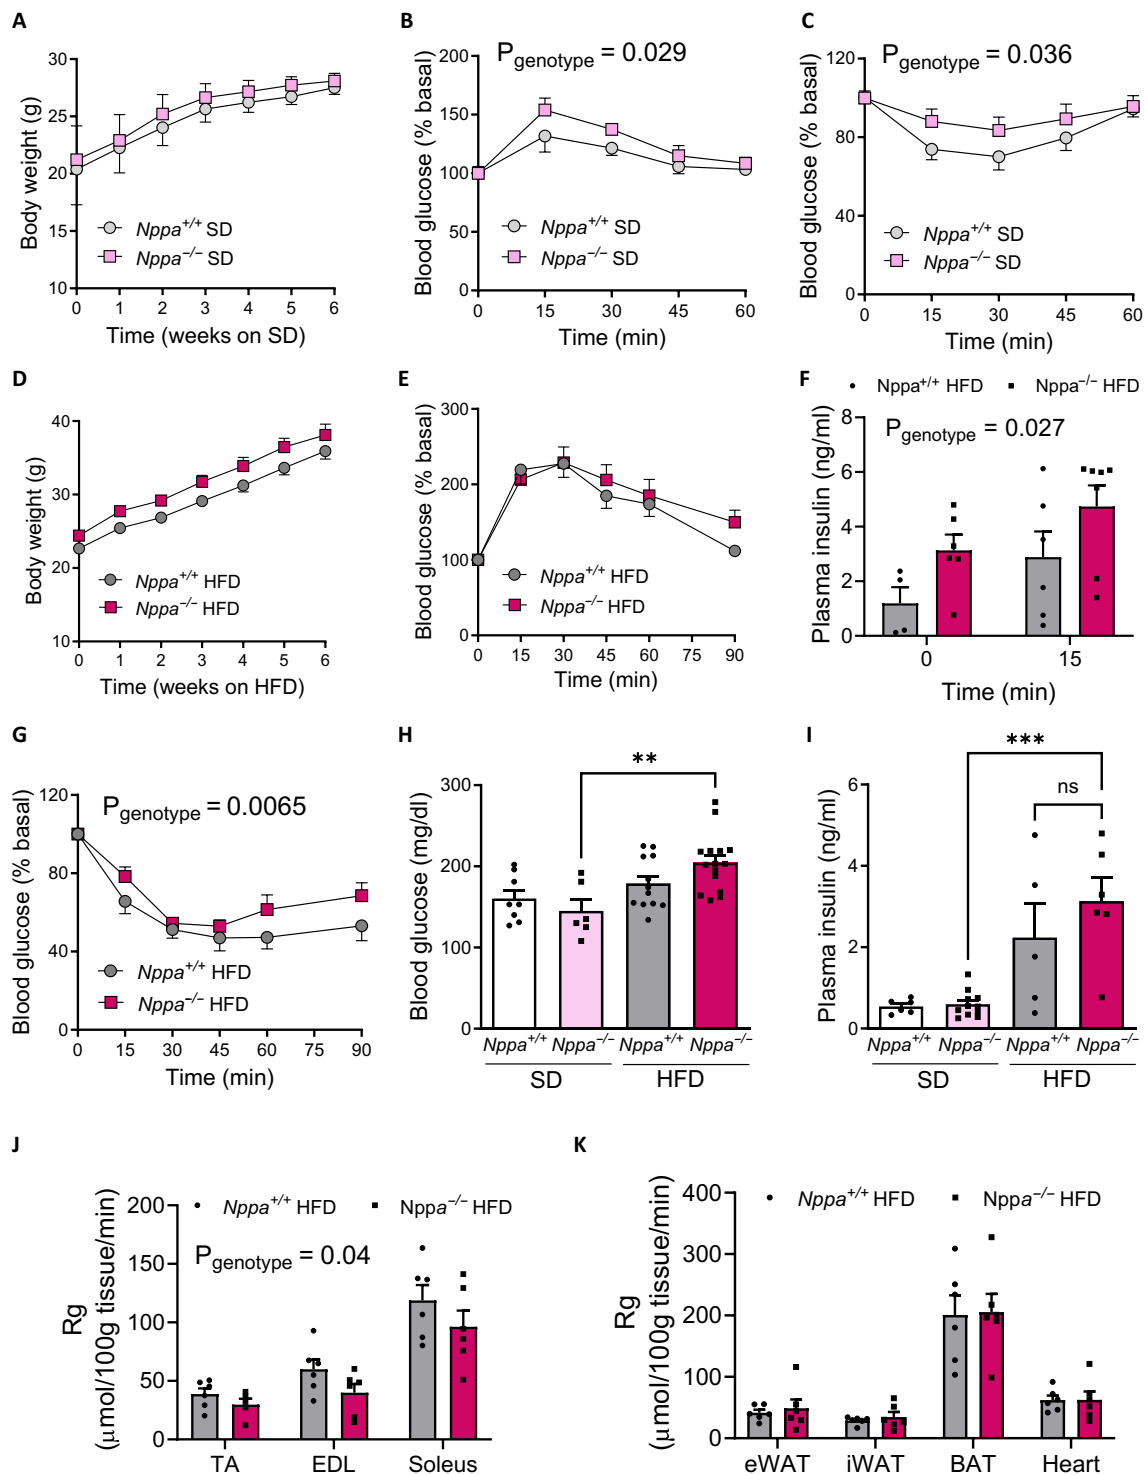 A
Body weight (g)
30
25
20
15
10
Nppa+/+ SD
Nppa−/− SD
0 1 2 3 4 5 6
Time (weeks on SD)
B
Blood glucose (% basal)
200
150
100
50
0
Pgenotype = 0.029
Nppa+/+ SD
Nppa−/− SD
0 15 30 45 60
Time (min)
C
Blood glucose (% basal)
120
80
40
0
Pgenotype = 0.036
Nppa+/+ SD
Nppa−/− SD
0 15 30 45 60
Time (min)
D
Body weight (g)
40
30
20
10
Nppa+/+ HFD
Nppa−/− HFD
0 1 2 3 4 5 6
Time (weeks on HFD)
E
Blood glucose (% basal)
300
200
100
0
Nppa+/+ HFD
Nppa−/− HFD
0 15 30 45 60 75 90
Time (min)
F
Nppa+/+ HFD Nppa−/− HFD
Plasma insulin (ng/ml)
8
6
4
2
0
Pgenotype = 0.027
0 15
Time (min)
G
Blood glucose (% basal)
120
80
40
0
Pgenotype = 0.0065
Nppa+/+ HFD
Nppa−/− HFD
0 15 30 45 60 75 90
Time (min)
H
Blood glucose (mg/dl)
300
200
100
0
**
Nppa+/+ Nppa−/− Nppa+/+ Nppa−/−
SD HFD
I
Plasma insulin (ng/ml)
6
4
2
0
***
ns
Nppa+/+ Nppa−/− Nppa+/+ Nppa−/−
SD HFD
J
Rg
(μmol/100g tissue/min)
200
150
100
50
0
Nppa+/+ HFD Nppa−/− HFD
Pgenotype = 0.04
TA EDL Soleus
K
Rg
(μmol/100g tissue/min)
400
300
200
100
0
Nppa+/+ HFD Nppa−/− HFD
eWAT iWAT BAT Heart